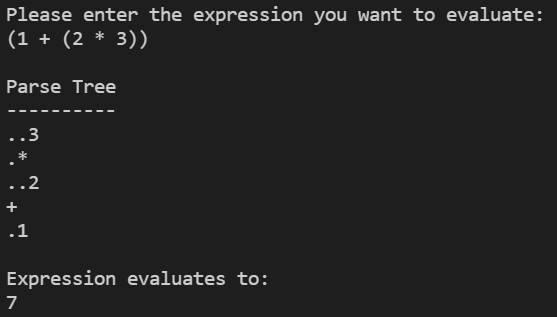 Please enter the expression you want to evaluate:
(1 + (2 * 3))
Parse Tree
----------
..3
.*
..2
+
.1
Expression evaluates to:
7